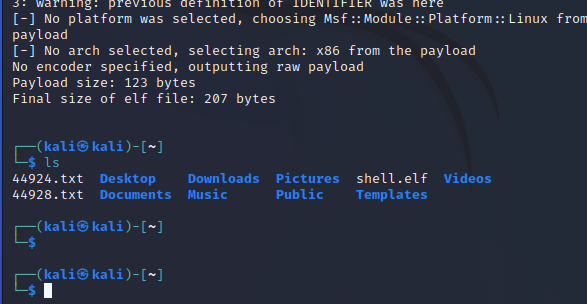 3: warning: previous definition of IDENTIFIER was here
[-] No platform was selected, choosing Msf::Module::Platform::Linux from
payload
[-] No arch selected, selecting arch: x86 from the payload
No encoder specified, outputting raw payload
Payload size: 123 bytes
Final size of elf file: 207 bytes
┌──(kali㉿kali)-[~]
└─$ ls
44924.txt  Desktop    Downloads  Pictures  shell.elf  Videos
44928.txt  Documents  Music      Public    Templates
┌──(kali㉿kali)-[~]
└─$
┌──(kali㉿kali)-[~]
└─$